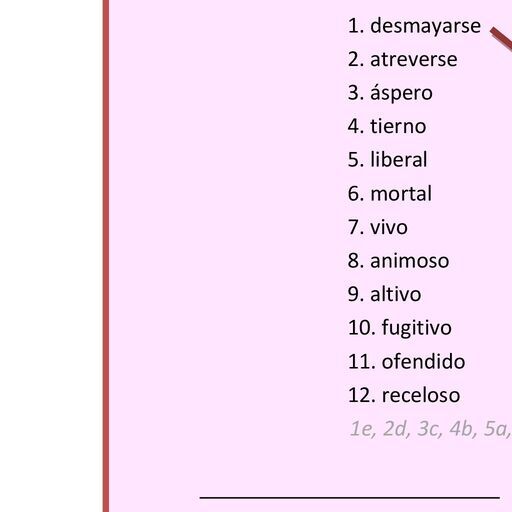 1. desmayarse
2. atreverse
3. áspero
4. tierno
5. liberal
6. mortal
7. vivo
8. animoso
9. altivo
10. fugitivo
11. ofendido
12. receloso
1e, 2d, 3c, 4b, 5a,